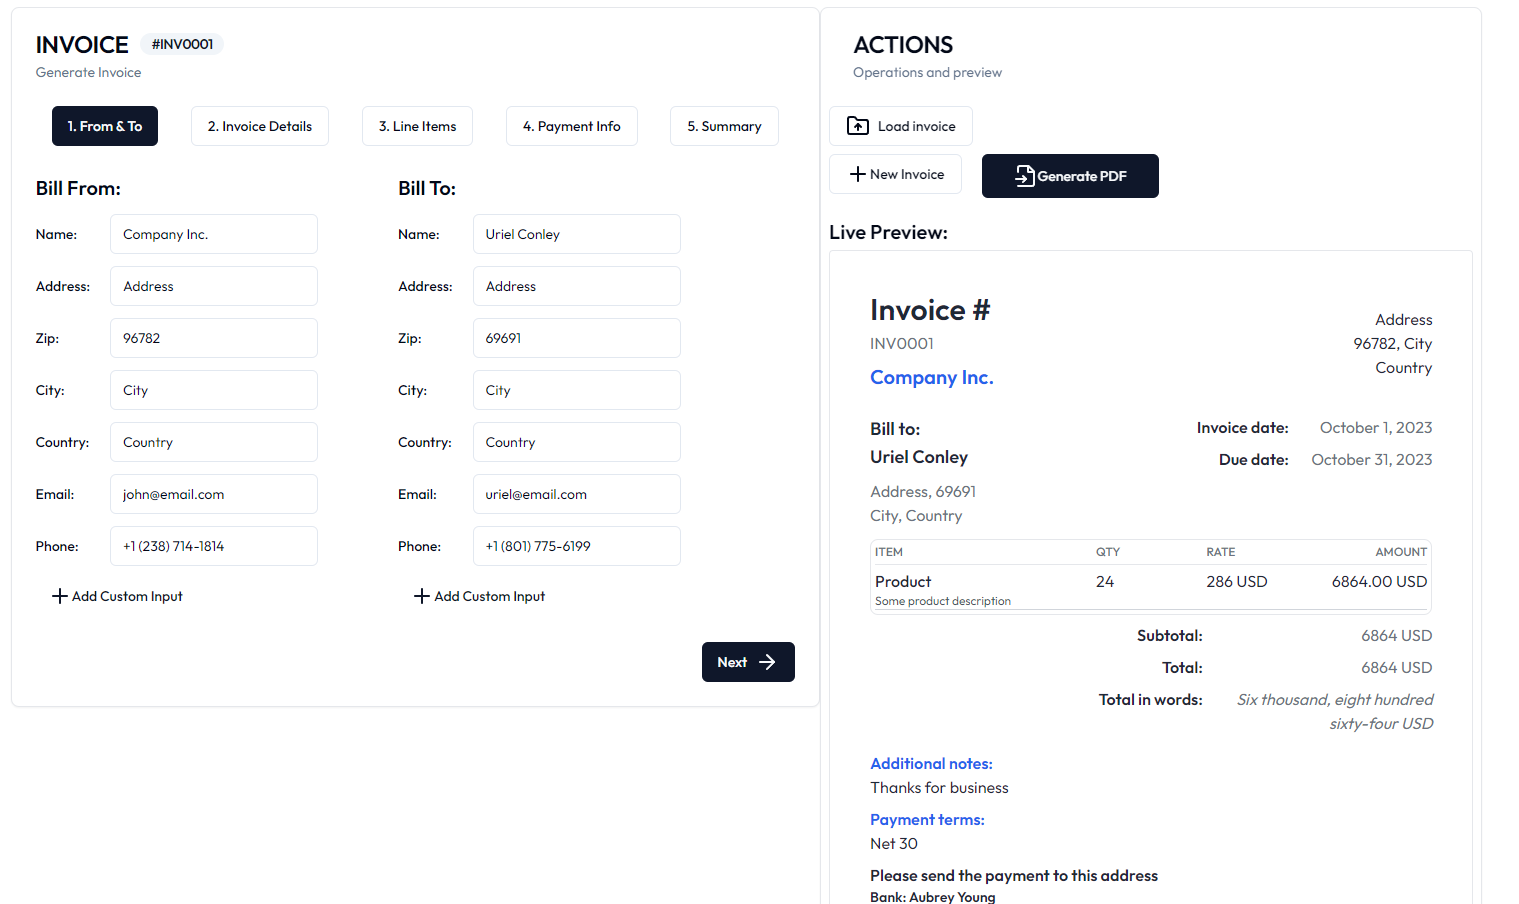 INVOICE #INV0001
Generate Invoice
1. From & To 2. Invoice Details 3. Line Items 4. Payment Info 5. Summary
Bill From:
Name: Company Inc.
Address: Address
Zip: 96782
City: City
Country: Country
Email: john@email.com
Phone: +1 (238) 714-1814
Add Custom Input
Bill To:
Name: Uriel Conley
Address: Address
Zip: 69691
City: City
Country: Country
Email: uriel@email.com
Phone: +1 (801) 775-6199
Add Custom Input
Next
ACTIONS
Operations and preview
Load invoice
New Invoice Generate PDF
Live Preview:
Invoice #
INV0001
Company Inc.
Address
96782, City
Country
Bill to:
Uriel Conley
Address, 69691
City, Country
Invoice date: October 1, 2023
Due date: October 31, 2023
ITEM QTY RATE AMOUNT
Product 24 286 USD 6864.00 USD
Some product description
Subtotal: 6864 USD
Total: 6864 USD
Total in words: Six thousand, eight hundred
sixty-four USD
Additional notes:
Thanks for business
Payment terms:
Net 30
Please send the payment to this address
Bank: Aubrey Young